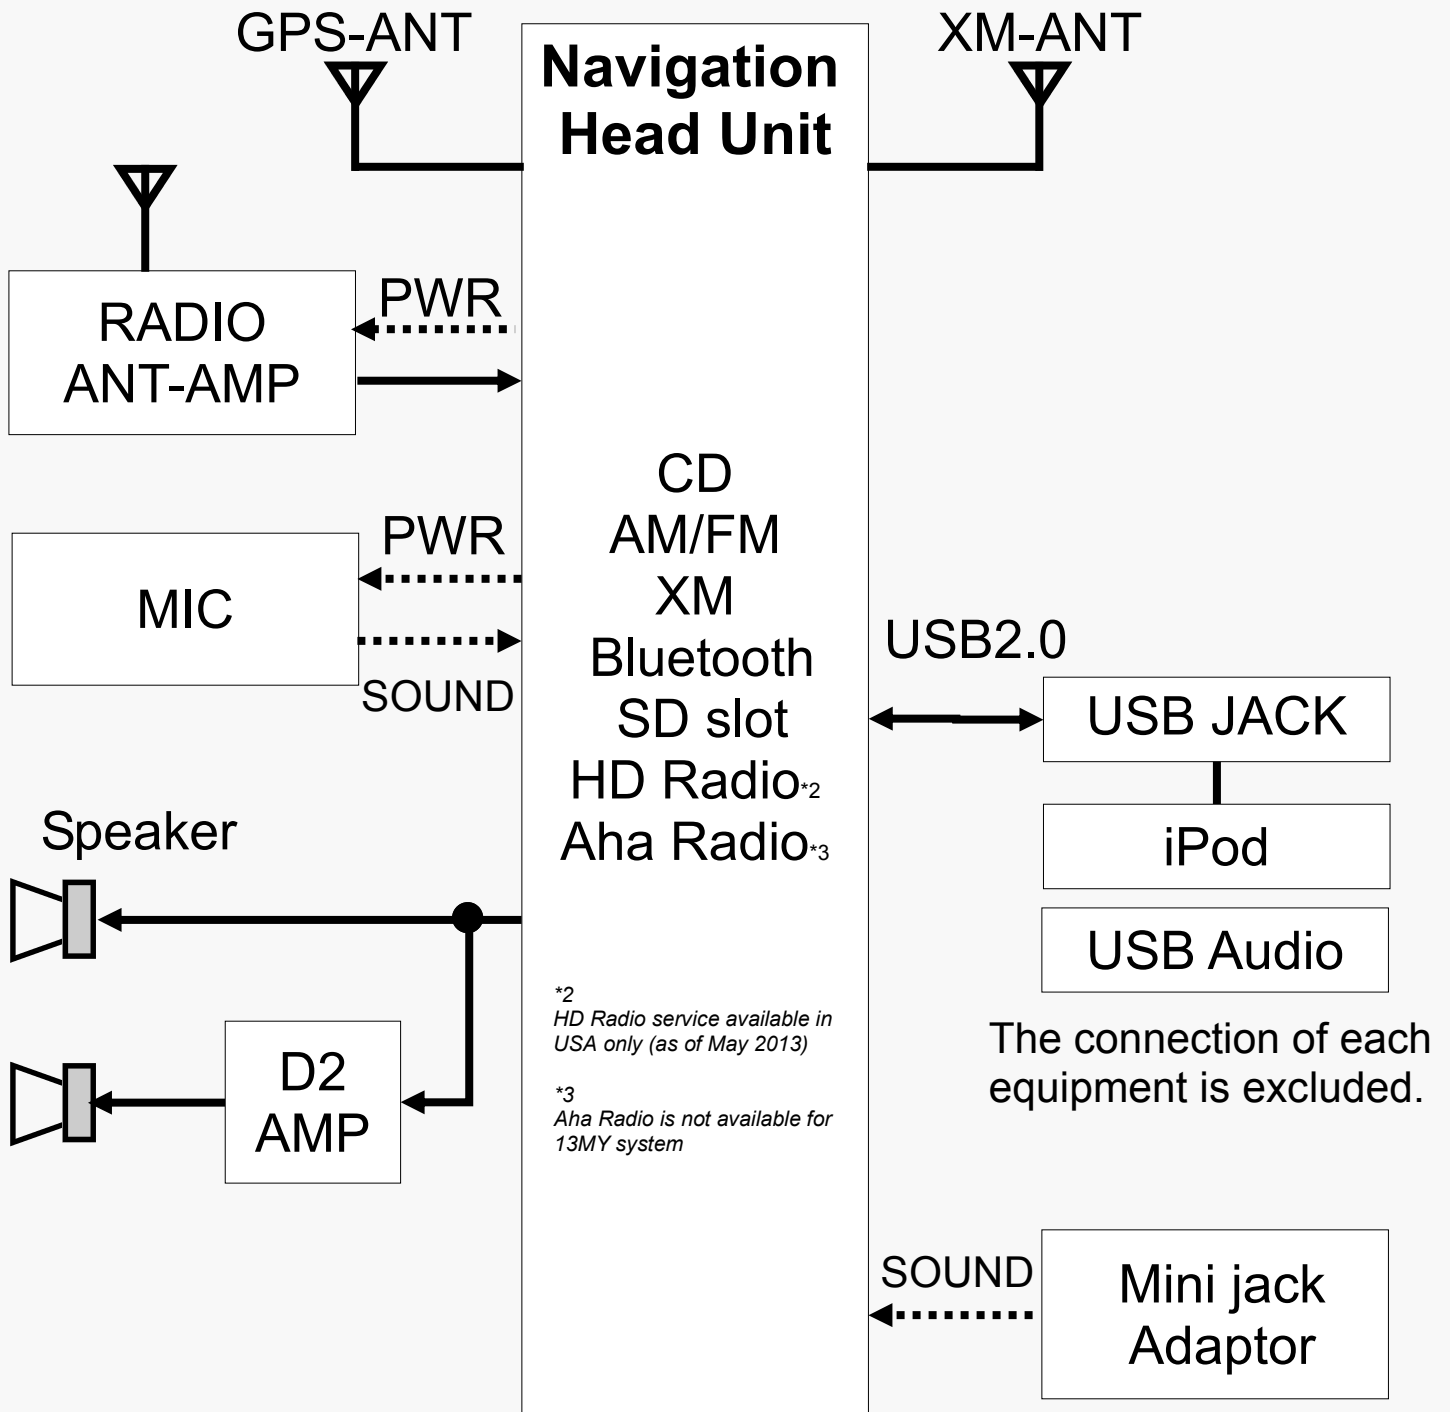 GPS-ANT
XM-ANT
Navigation
Head Unit
PWR
RADIO
ANT-AMP
PWR
MIC
SOUND
CD
AM/FM
XM
Bluetooth
SD slot
HD Radio*2
Aha Radio*3
*2
HD Radio service available in
USA only (as of May 2013)
*3
Aha Radio is not available for
13MY system
Speaker
D2
AMP
USB2.0
USB JACK
iPod
USB Audio
The connection of each
equipment is excluded.
SOUND
Mini jack
Adaptor